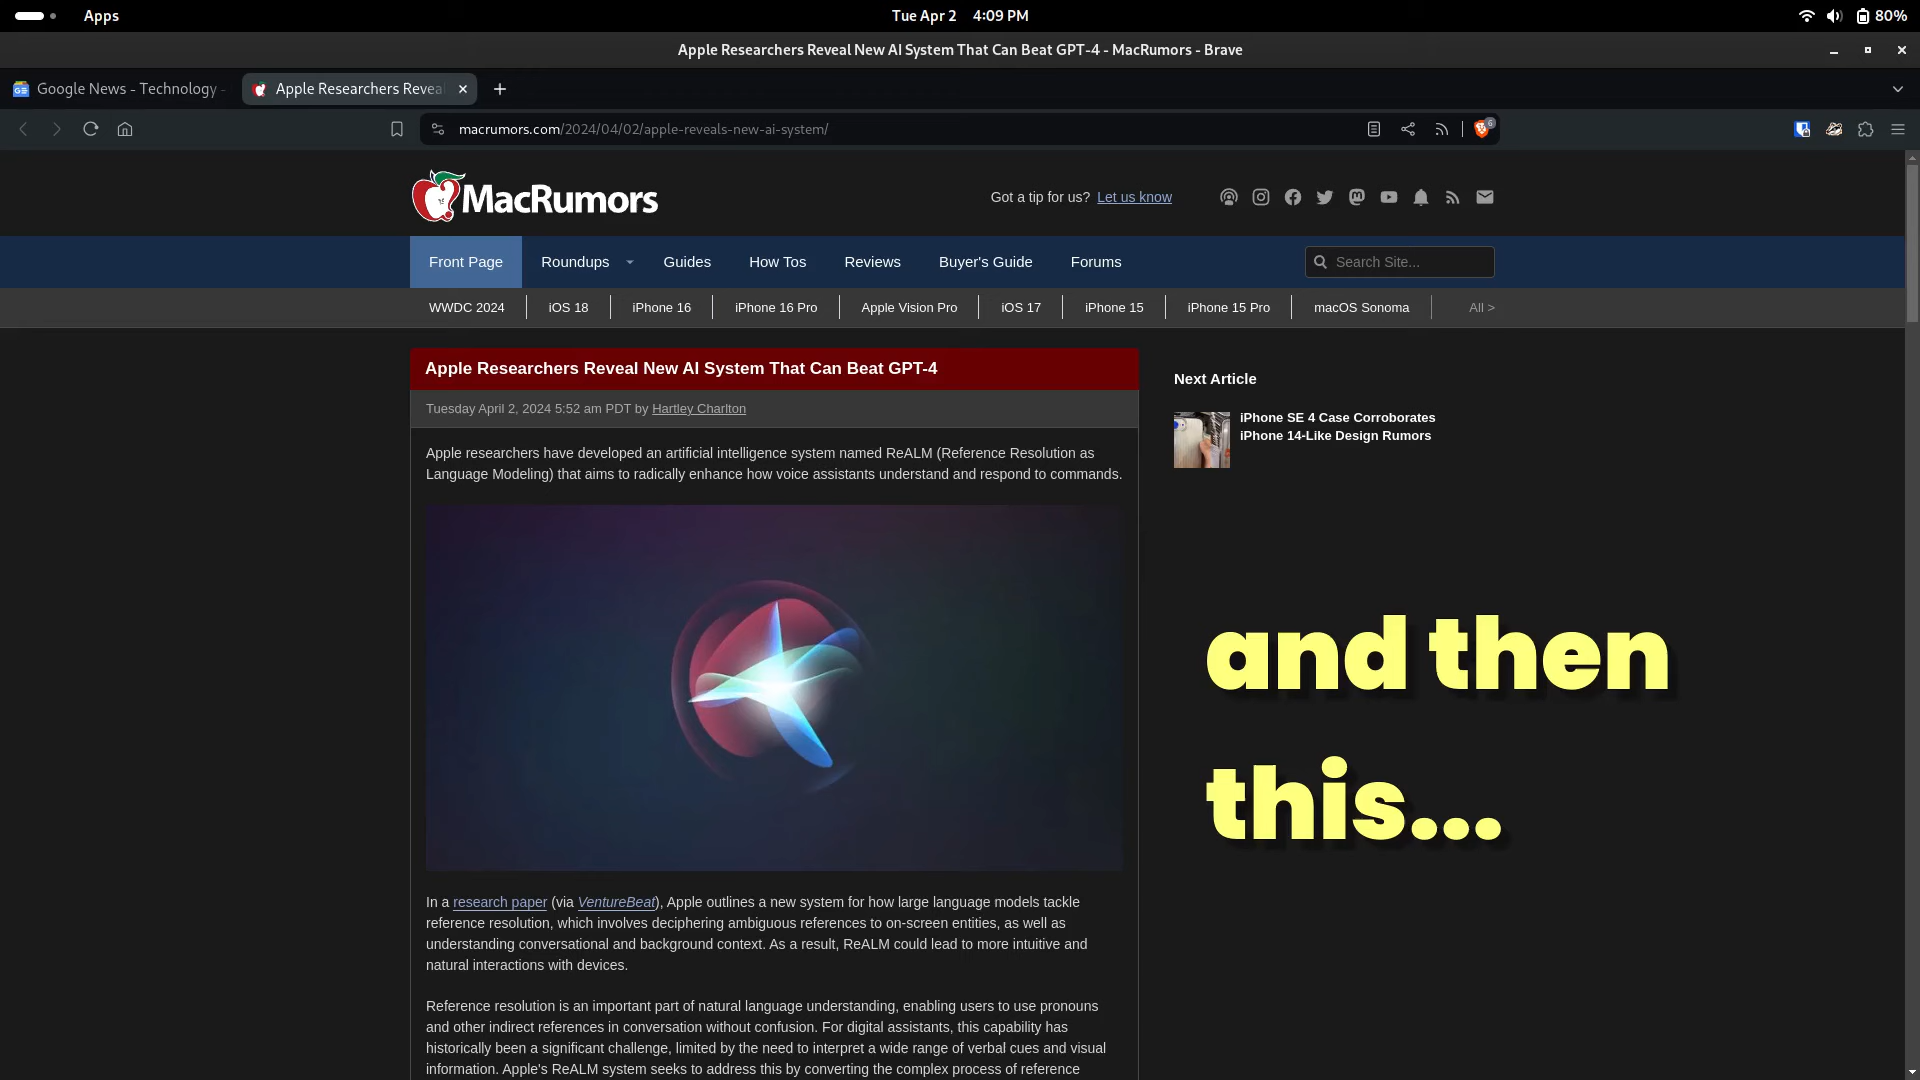 Apps
Tue Apr 2 4:09 PM
80%
Apple Researchers Reveal New AI System That Can Beat GPT-4 - MacRumors - Brave
Google News - Technology -
Apple Researchers Revea
macrumors.com/2024/04/02/apple-reveals-new-ai-system/
6
MacRumors
Got a tip for us? Let us know
Front Page
Roundups
Guides
How Tos
Reviews
Buyer's Guide
Forums
Search Site...
WWDC 2024
iOS 18
iPhone 16
iPhone 16 Pro
Apple Vision Pro
iOS 17
iPhone 15
iPhone 15 Pro
macOS Sonoma
All >
Apple Researchers Reveal New AI System That Can Beat GPT-4
Tuesday April 2, 2024 5:52 am PDT by Hartley Charlton
Apple researchers have developed an artificial intelligence system named ReALM (Reference Resolution as
Language Modeling) that aims to radically enhance how voice assistants understand and respond to commands.
In a research paper (via VentureBeat), Apple outlines a new system for how large language models tackle
reference resolution, which involves deciphering ambiguous references to on-screen entities, as well as
understanding conversational and background context. As a result, ReALM could lead to more intuitive and
natural interactions with devices.
Reference resolution is an important part of natural language understanding, enabling users to use pronouns
and other indirect references in conversation without confusion. For digital assistants, this capability has
historically been a significant challenge, limited by the need to interpret a wide range of verbal cues and visual
information. Apple's ReALM system seeks to address this by converting the complex process of reference
Next Article
iPhone SE 4 Case Corroborates
iPhone 14-Like Design Rumors
and then
this...